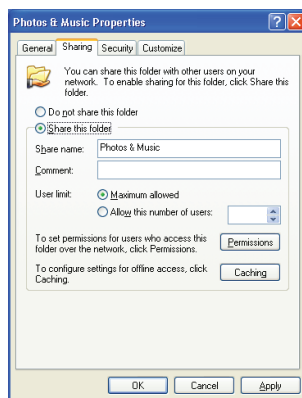 Photos & Music Properties
General Sharing Security Customize
You can share this folder with other users on your
network. To enable sharing for this folder, click Share this
folder.
Do not share this folder
Share this folder
Share name: Photos & Music
Comment:
User limit: Maximum allowed
Allow this number of users:
To set permissions for users who access this
folder over the network, click Permissions.
Permissions
To configure settings for offline access, click
Caching.
Caching
OK Cancel Apply